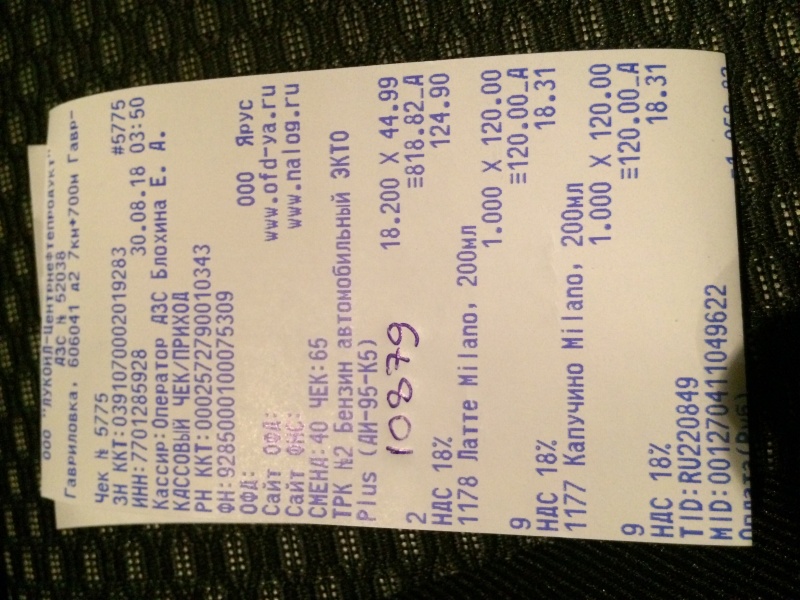 ООО "ЛУКОЙЛ-Центрнефтепродукт"
АЗС № 52038
Гавриловка, 606041 д2 7км+700м Гавр-
Чек № 5775 #5775
ЗН ККТ:0391070002019283
ИНН:7701285928 30.08.18 03:50
Кассир:Оператор АЗС Блохина Е. А.
КАССОВЫЙ ЧЕК/ПРИХОД
РН ККТ:0002572790010343
ФН:9285000100075309
ОФД: ООО Ярус
Сайт ОФД: www.ofd-ya.ru
Сайт ФНС: www.nalog.ru
СМЕНА:40 ЧЕК:65
ТРК №2 Бензин автомобильный ЭКТО
Plus (АИ-95-К5)
10879
18.200 X 44.99
2 ≡818.82_А
НДС 18% 124.90
1178 Латте Milano, 200мл
1.000 X 120.00
9 ≡120.00_А
НДС 18% 18.31
1177 Капучино Milano, 200мл
1.000 X 120.00
9 ≡120.00_А
НДС 18% 18.31
TID:RU220849
MID:001270411049622
Оплата(Руб)